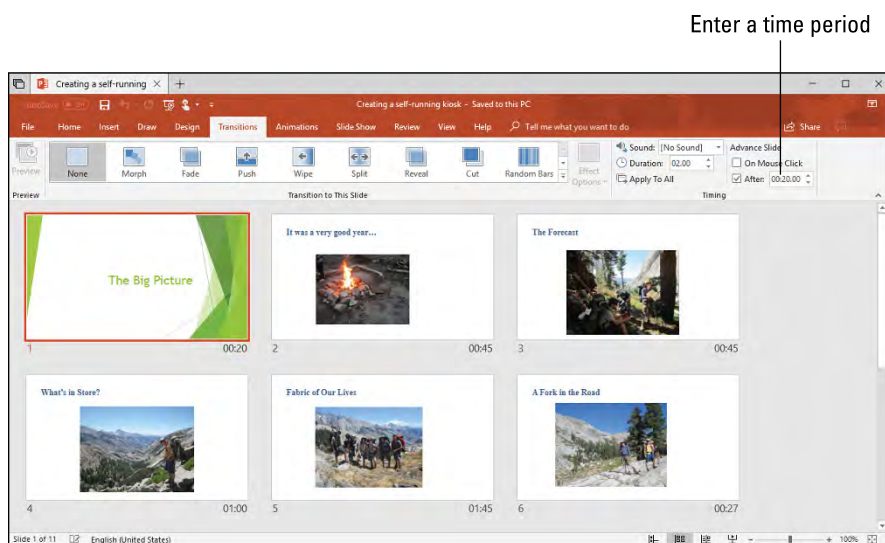 Enter a time period
Creating a self-running
Creating a self-running kiosk - Saved to this PC
File Home Insert Draw Design Transitions Animations Slide Show Review View Help Tell me what you want to do Share
Preview
None Morph Fade Push Wipe Split Reveal Cut Random Bars
Effect
Options
Sound: [No Sound]
Duration: 02.00
Apply To All
Advance Slide
On Mouse Click
After: 00:20.00
Preview Transition to This Slide Timing
The Big Picture
1 00:20
It was a very good year…
2 00:45
The Forecast
3 00:45
What's in Store?
4 01:00
Fabric of Our Lives
5 01:45
A Fork in the Road
6 00:27
Slide 1 of 11 English (United States) 100%